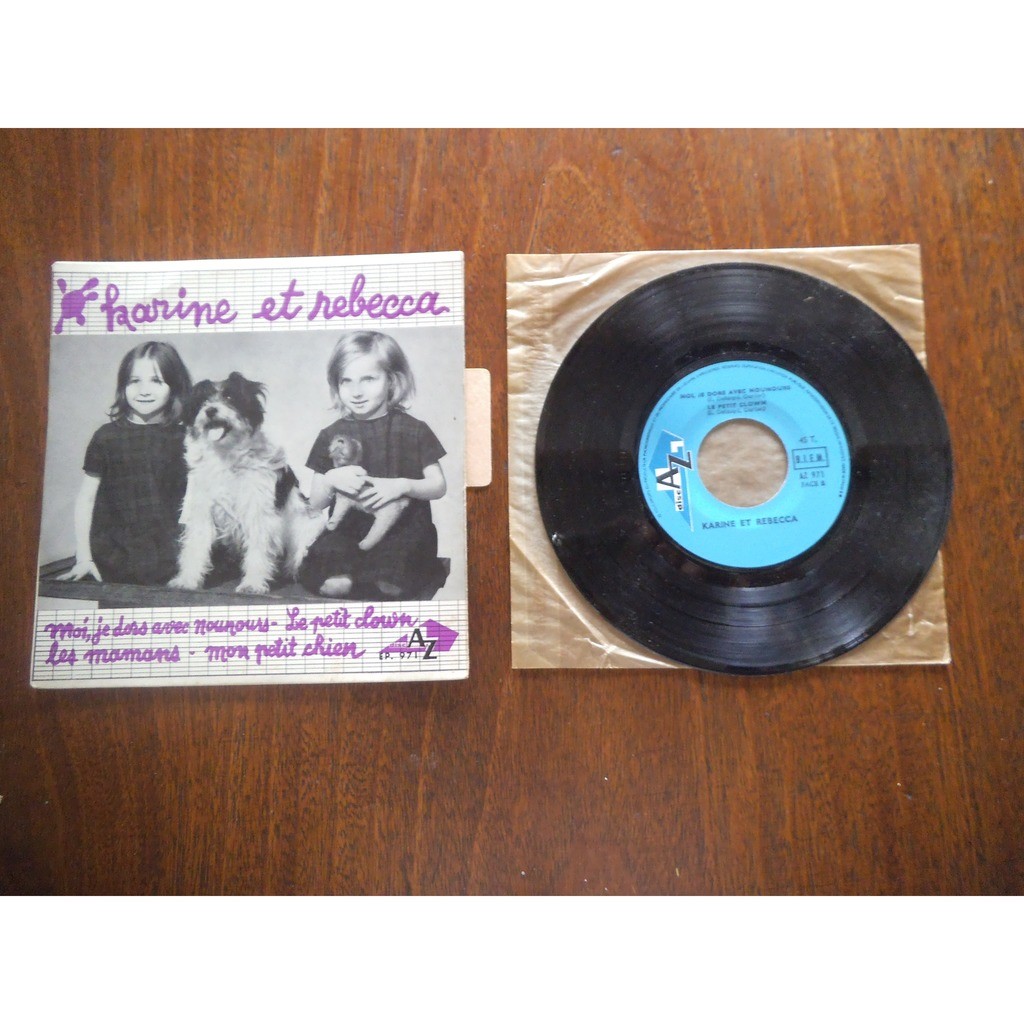 karine et rebecca
Moi, je dors avec nounours - Le petit clown
les mamans - mon petit chien
AZ
EP. 971
MOI, JE DORS AVEC NOUNOURS
LE PETIT CLOWN
45 T.
B.I.E.M.
AZ 971
FACE B
disc AZ
KARINE ET REBECCA